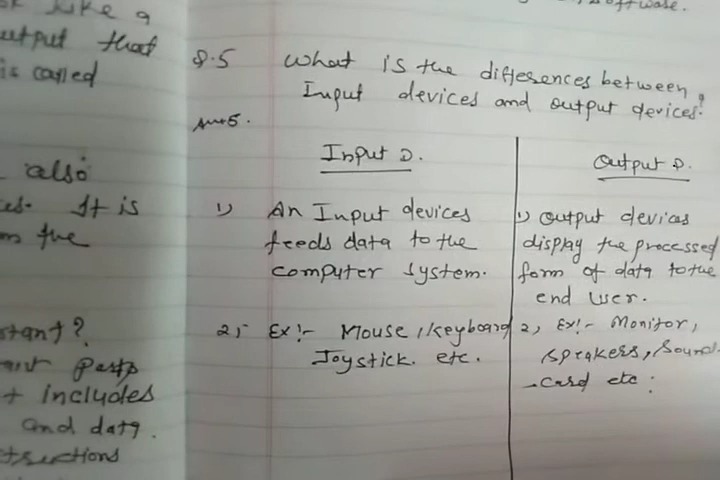 like a
that
is called
also
It is
the
parts
+ includes
and data.
software.
Q.5 What is the differences between
Input devices and output devices?
Ans5.
Input D.
1) An Input devices
feeds data to the
computer system.
2) Ex:- Mouse, keyboard
Joystick. etc.
Output D.
1) Output devices
display the processed
form of data to the
end user.
2, Ex:- Monitor,
speakers, Sound
-card etc.